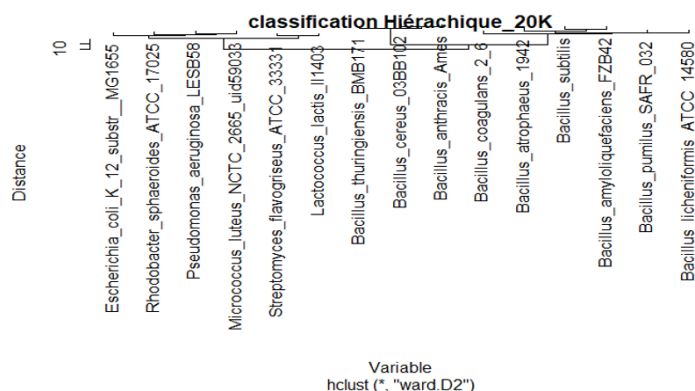 classification Hiérachique_20K
10
Distance
Escherichia_coli_K_12_substr__MG1655
Rhodobacter_sphaeroides_ATCC_17025
Pseudomonas_aeruginosa_LESB58
Micrococcus_luteus_NCTC_2665_uid59033
Streptomyces_flavogriseus_ATCC_33331
Lactococcus_lactis_Il1403
Bacillus_thuringiensis_BMB171
Bacillus_cereus_03BB102
Bacillus_anthracis_Ames
Bacillus_coagulans_2_6
Bacillus_atrophaeus_1942
Bacillus_subtilis
Bacillus_amyloliquefaciens_FZB42
Bacillus_pumilus_SAFR_032
Bacillus_licheniformis_ATCC_14580
Variable
hclust (*, "ward.D2")